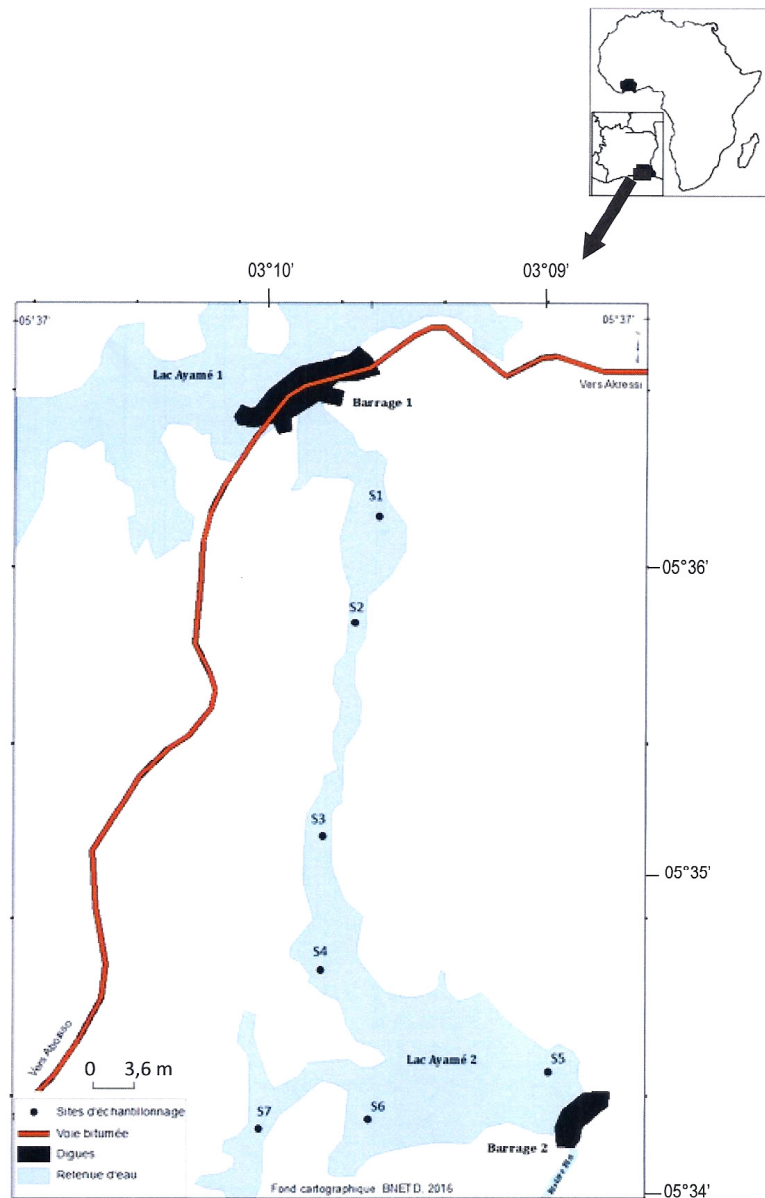 03°10'
03°09'
05°37'
05°37'
Lac Ayamé 1
Vers Akressi
Barrage 1
S1
05°36'
S2
S3
05°35'
S4
Vers Aboisso
0 3,6 m
Lac Ayamé 2
S5
Sites d'échantillonnage
S7
S6
Voie bitumée
Digues
Barrage 2
Retenue d'eau
Fond cartographique BNETD, 2016
05°34'